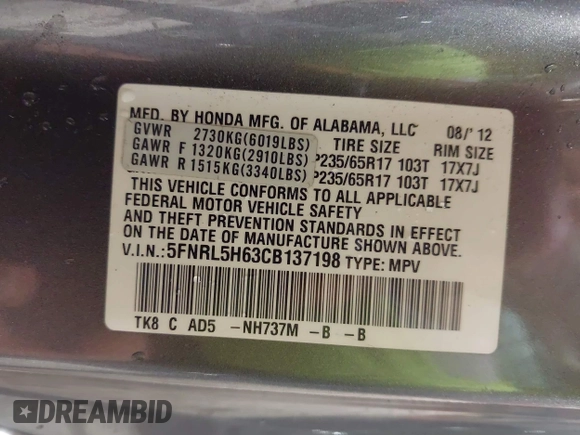 MFD. BY HONDA MFG. OF ALABAMA, LLC 08/'12
GVWR 2730KG(6019LBS) TIRE SIZE RIM SIZE
GAWR F 1320KG(2910LBS) P235/65R17 103T 17X7J
GAWR R 1515KG(3340LBS) P235/65R17 103T 17X7J
THIS VEHICLE CONFORMS TO ALL APPLICABLE
FEDERAL MOTOR VEHICLE SAFETY
AND THEFT PREVENTION STANDARDS IN EFFECT
ON THE DATE OF MANUFACTURE SHOWN ABOVE.
V.I.N.:5FNRL5H63CB137198 TYPE: MPV
TK8 C AD5 -NH737M -B -B
DREAMBID